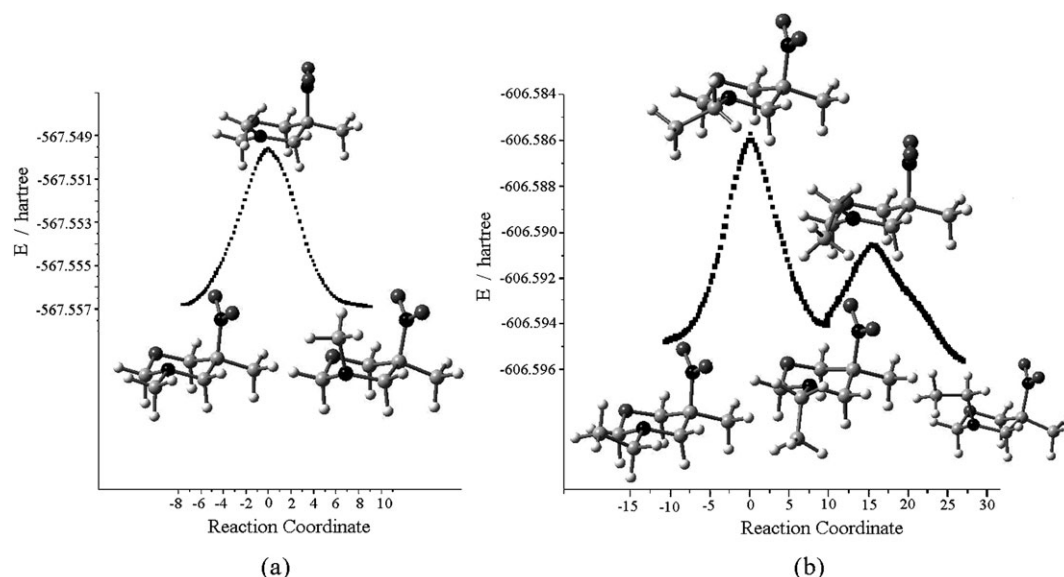 -567.549
-567.551
-567.553
-567.555
-567.557
E / hartree
-8 -6 -4 -2 0 2 4 6 8 10
Reaction Coordinate
(a)
-606.584
-606.586
-606.588
-606.590
-606.592
-606.594
-606.596
E / hartree
-15 -10 -5 0 5 10 15 20 25 30
Reaction Coordinate
(b)